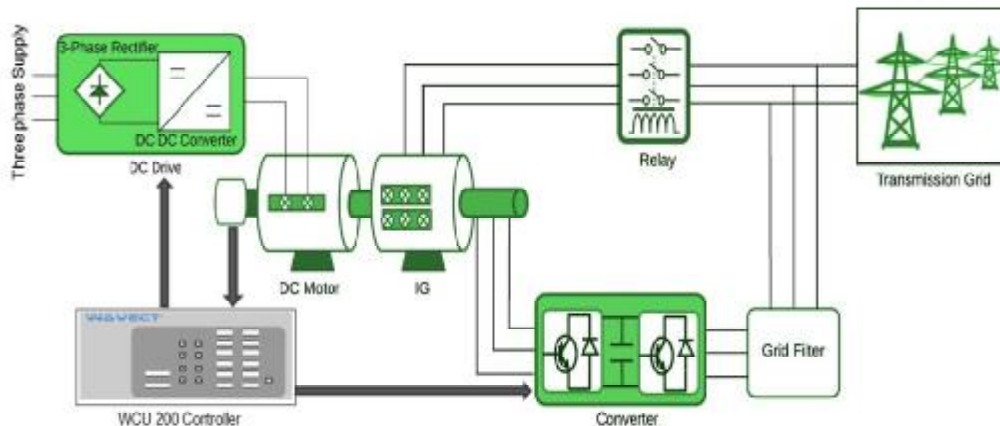 Three phase Supply
3-Phase Rectifier
DC DC Converter
DC Drive
Relay
Transmission Grid
DC Motor
IG
WAVECT
Grid Filter
WCU 200 Controller
Converter